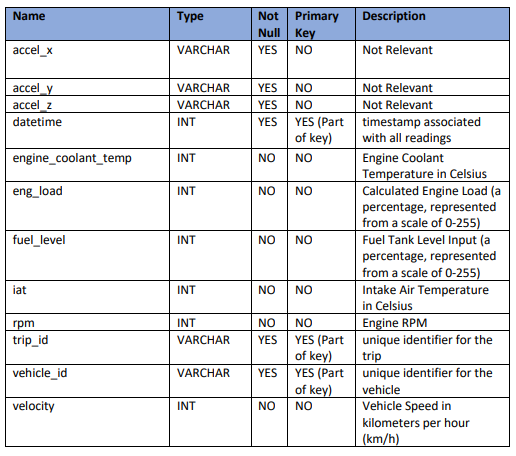 Name Type Not Null Primary Key Description
accel_x VARCHAR YES NO Not Relevant
accel_y VARCHAR YES NO Not Relevant
accel_z VARCHAR YES NO Not Relevant
datetime INT YES YES (Part of key) timestamp associated with all readings
engine_coolant_temp INT NO NO Engine Coolant Temperature in Celsius
eng_load INT NO NO Calculated Engine Load (a percentage, represented from a scale of 0-255)
fuel_level INT NO NO Fuel Tank Level Input (a percentage, represented from a scale of 0-255)
iat INT NO NO Intake Air Temperature in Celsius
rpm INT NO NO Engine RPM
trip_id VARCHAR YES YES (Part of key) unique identifier for the trip
vehicle_id VARCHAR YES YES (Part of key) unique identifier for the vehicle
velocity INT NO NO Vehicle Speed in kilometers per hour (km/h)